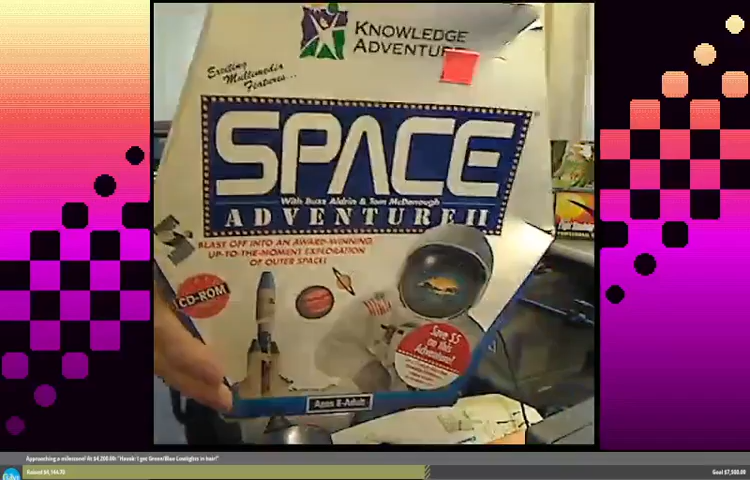 KNOWLEDGE
ADVENTURE
Exciting
Multimedia
Features...
SPACE
With Buzz Aldrin & Tom McDonough
ADVENTURE II
BLAST OFF INTO AN AWARD-WINNING,
UP-TO-THE-MOMENT EXPLORATION
OF OUTER SPACE!
CD-ROM
Save $5
on this
Adventure!
Ages 8-Adult
Approaching a milestone! At $4,200.00: "Havok: I get Green/Blue Lowlights in hair!"
Raised $4,144.70
Goal $7,500.00